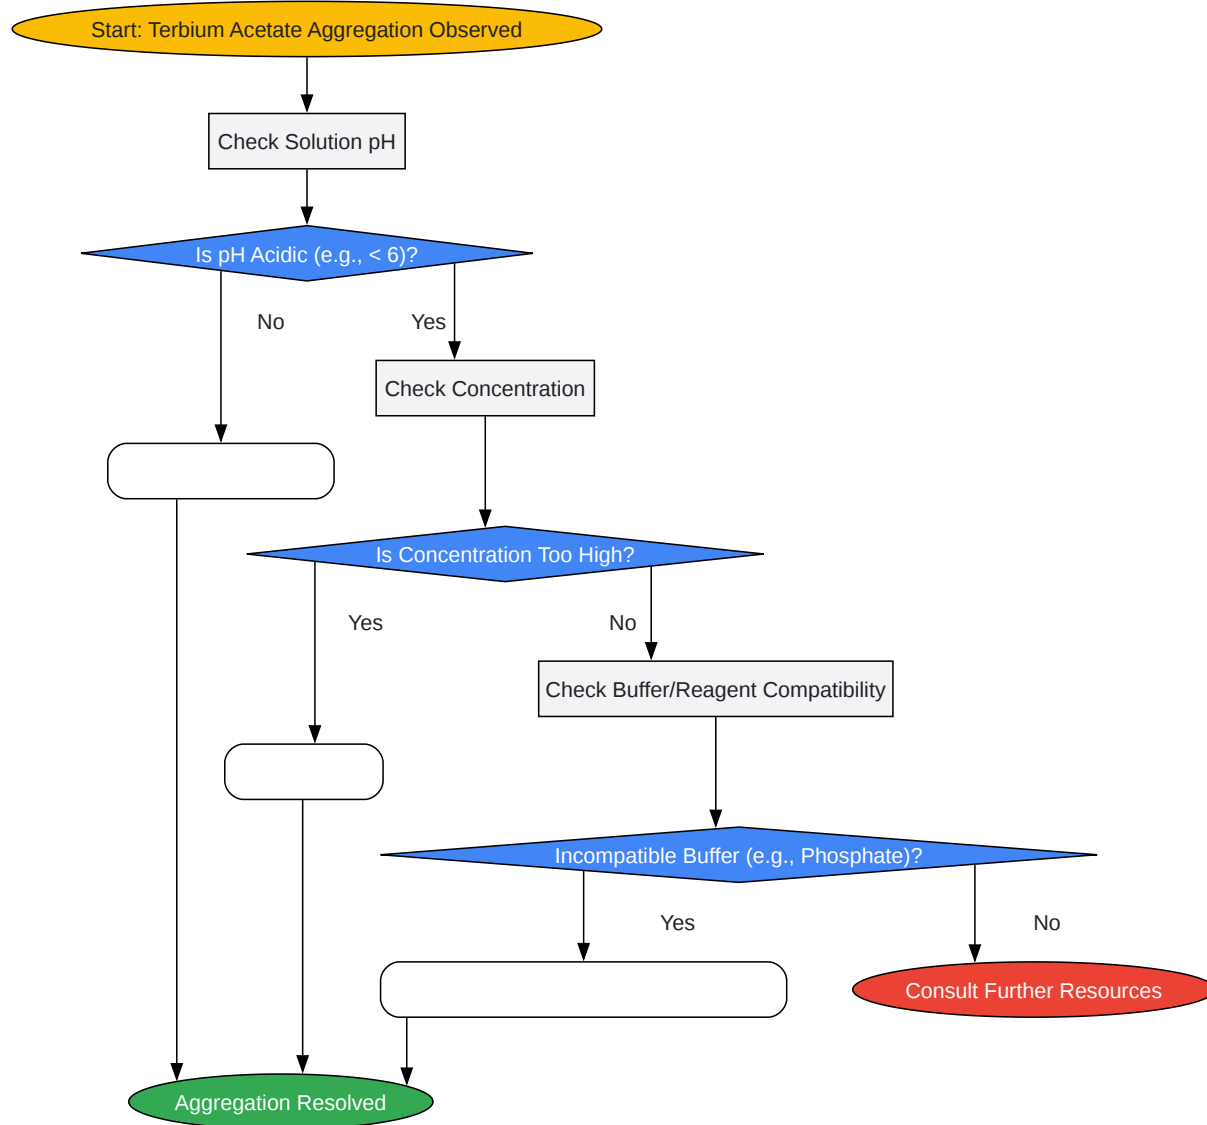 Start: Terbium Acetate Aggregation Observed
Check Solution pH
Is pH Acidic (e.g., < 6)?
No
Yes
Check Concentration
Is Concentration Too High?
Yes
No
Check Buffer/Reagent Compatibility
Incompatible Buffer (e.g., Phosphate)?
Yes
No
Consult Further Resources
Aggregation Resolved